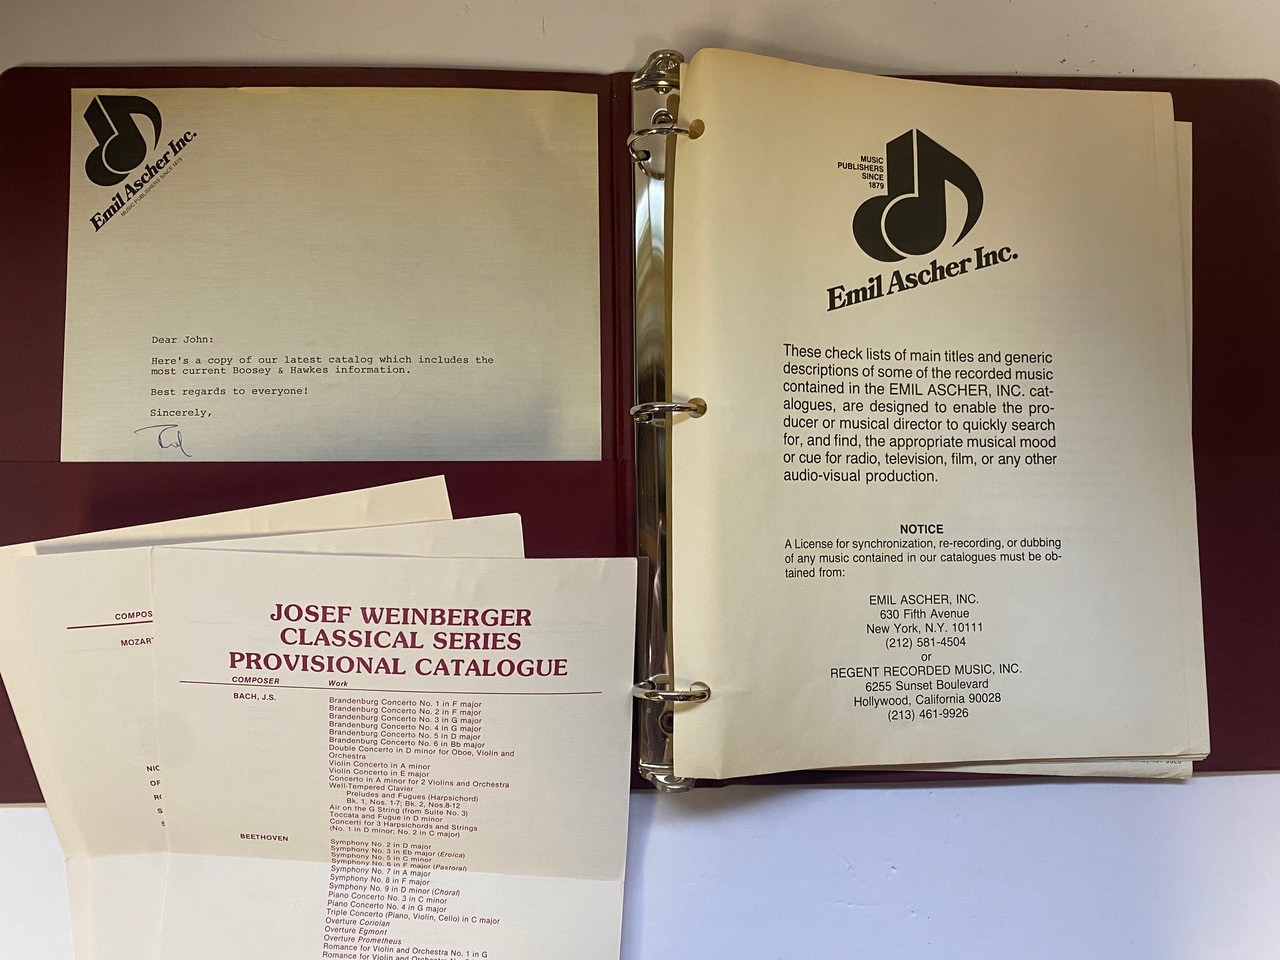 Emil Ascher Inc.
MUSIC PUBLISHERS SINCE 1879
Dear John:
Here's a copy of our latest catalog which includes the
most current Boosey & Hawkes information.
Best regards to everyone!
Sincerely,
COMPOS
MOZART
NIC
OF
RO
S
S
JOSEF WEINBERGER
CLASSICAL SERIES
PROVISIONAL CATALOGUE
COMPOSER Work
BACH, J.S.
Brandenburg Concerto No. 1 in F major
Brandenburg Concerto No. 2 in F major
Brandenburg Concerto No. 3 in G major
Brandenburg Concerto No. 4 in G major
Brandenburg Concerto No. 5 in D major
Brandenburg Concerto No. 6 in Bb major
Double Concerto in D minor for Oboe, Violin and
Orchestra
Violin Concerto in A minor
Violin Concerto in E major
Concerto in A minor for 2 Violins and Orchestra
Well-Tempered Clavier
Preludes and Fugues (Harpsichord)
Bk. 1, Nos. 1-7; Bk. 2, Nos.8-12
Air on the G String (from Suite No. 3)
Toccata and Fugue in D minor
Concerti for 3 Harpsichords and Strings
(No. 1 in D minor; No. 2 in C major)
BEETHOVEN
Symphony No. 2 in D major
Symphony No. 3 in Eb major (Eroica)
Symphony No. 5 in C minor
Symphony No. 6 in F major (Pastoral)
Symphony No. 7 in A major
Symphony No. 8 in F major
Symphony No. 9 in D minor (Choral)
Piano Concerto No. 3 in C minor
Piano Concerto No. 4 in G major
Triple Concerto (Piano, Violin, Cello) in C major
Overture Coriolan
Overture Egmont
Overture Prometheus
Romance for Violin and Orchestra No. 1 in G
Romance for Violin and
MUSIC
PUBLISHERS
SINCE
1879
Emil Ascher Inc.
These check lists of main titles and generic
descriptions of some of the recorded music
contained in the EMIL ASCHER, INC. cat-
alogues, are designed to enable the pro-
ducer or musical director to quickly search
for, and find, the appropriate musical mood
or cue for radio, television, film, or any other
audio-visual production.
NOTICE
A License for synchronization, re-recording, or dubbing
of any music contained in our catalogues must be ob-
tained from:
EMIL ASCHER, INC.
630 Fifth Avenue
New York, N.Y. 10111
(212) 581-4504
or
REGENT RECORDED MUSIC, INC.
6255 Sunset Boulevard
Hollywood, California 90028
(213) 461-9926